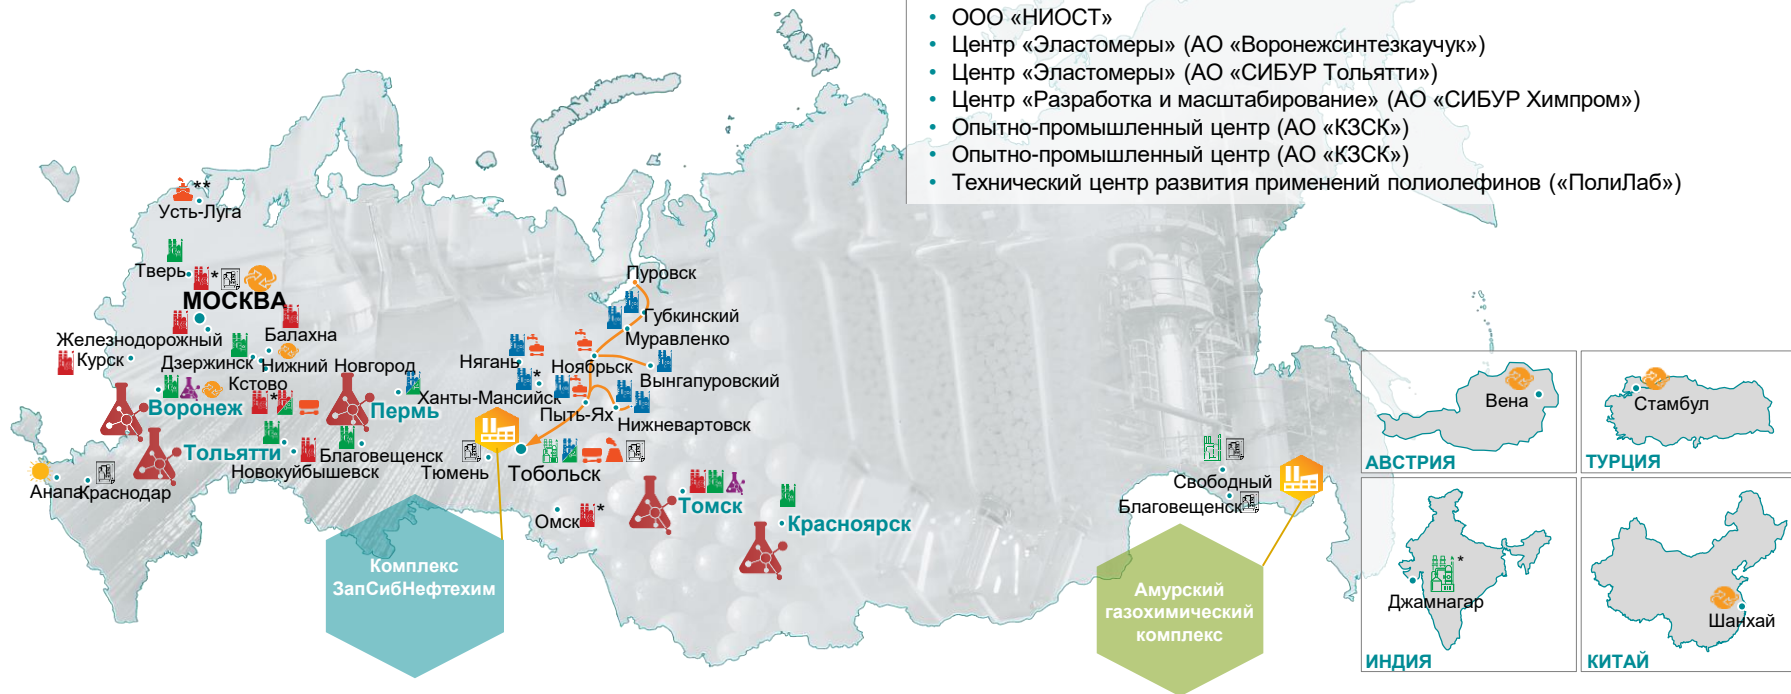 • ООО «НИОСТ»
• Центр «Эластомеры» (АО «Воронежсинтезкаучук»)
• Центр «Эластомеры» (АО «СИБУР Тольятти»)
• Центр «Разработка и масштабирование» (АО «СИБУР Химпром»)
• Опытно-промышленный центр (АО «КЗСК»)
• Опытно-промышленный центр (АО «КЗСК»)
• Технический центр развития применений полиолефинов («ПолиЛаб»)
**
Усть-Луга
Тверь
*
МОСКВА
Железнодорожный
Балахна
Курск
Дзержинск
Нижний Новгород
Кстово
*
Воронеж
Пермь
Тольятти
Новокуйбышевск
Благовещенск
Анапа
Краснодар
Пуровск
Губкинский
Муравленко
Нягань
Ноябрьск
Вынгапуровский
*
Ханты-Мансийск
Пыть-Ях
Нижневартовск
Тюмень
Тобольск
Омск
*
Томск
Красноярск
Свободный
Благовещенск
Комплекс
ЗапСибНефтехим
Амурский
газохимический
комплекс
Вена
АВСТРИЯ
Стамбул
ТУРЦИЯ
*
Джамнагар
ИНДИЯ
Шанхай
КИТАЙ